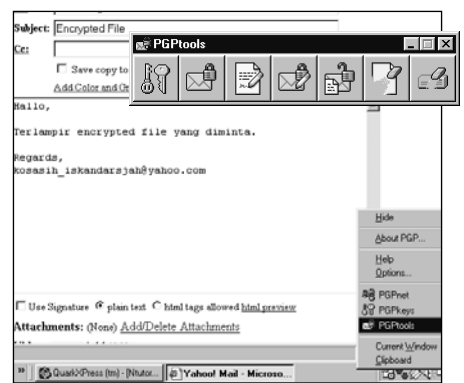 Subject: Encrypted File
Cc:
PGPtools
Save copy to
Add Color and Gr
Hallo,
Terlampir encrypted file yang diminta.
Regards,
kosasih_iskandarsjah@yahoo.com
Hide
About PGP...
Help
Options...
PGPnet
PGPkeys
PGPtools
Current Window
Clipboard
Use Signature plain text html tags allowed html preview
Attachments: (None) Add/Delete Attachments
QuarkXPress (tm) - [Ntutor... Yahoo! Mail - Microso...